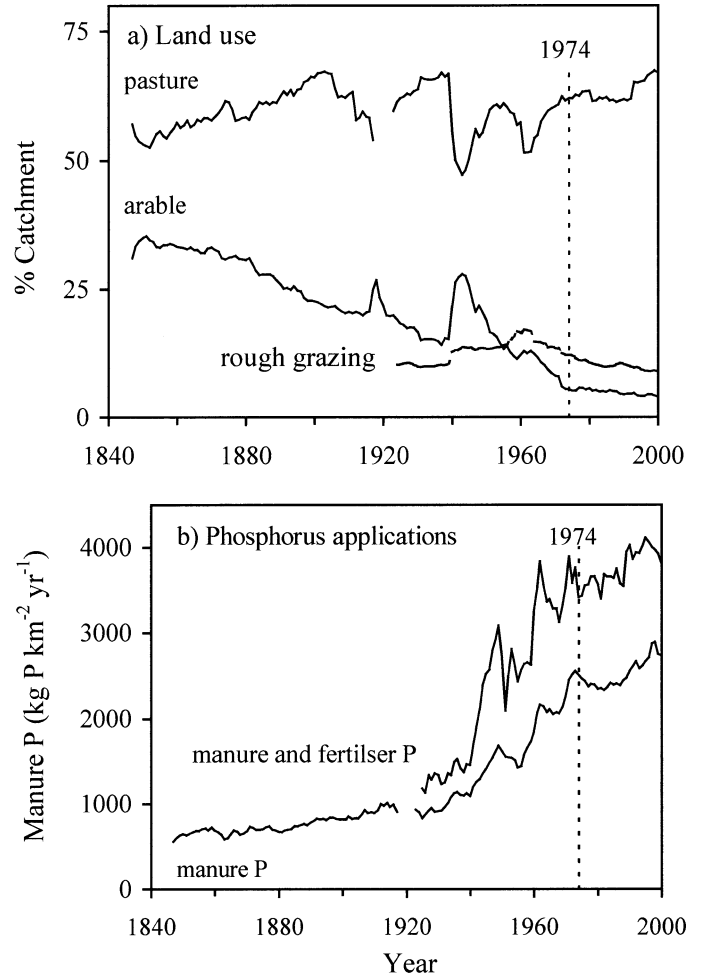 a) Land use
75
1974
pasture
50
% Catchment
arable
25
rough grazing
0
1840 1880 1920 1960 2000
b) Phosphorus applications
1974
4000
3000
Manure P (kg P km-2 yr-1)
2000
manure and fertilser P
1000
manure P
0
1840 1880 1920 1960 2000
Year